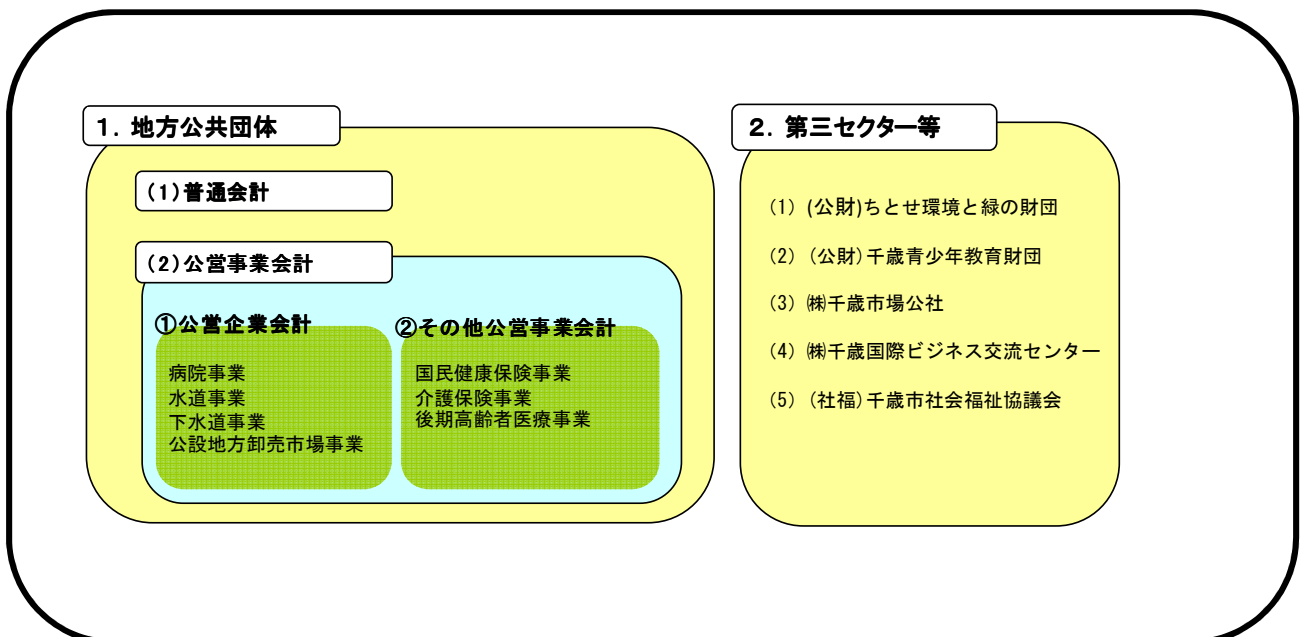 1. 地方公共団体
(1)普通会計
(2)公営事業会計
①公営企業会計
病院事業
水道事業
下水道事業
公設地方卸売市場事業
②その他公営事業会計
国民健康保険事業
介護保険事業
後期高齢者医療事業
2. 第三セクター等
(1) (公財)ちとせ環境と緑の財団
(2) (公財)千歳青少年教育財団
(3) ㈱千歳市場公社
(4) ㈱千歳国際ビジネス交流センター
(5) (社福)千歳市社会福祉協議会